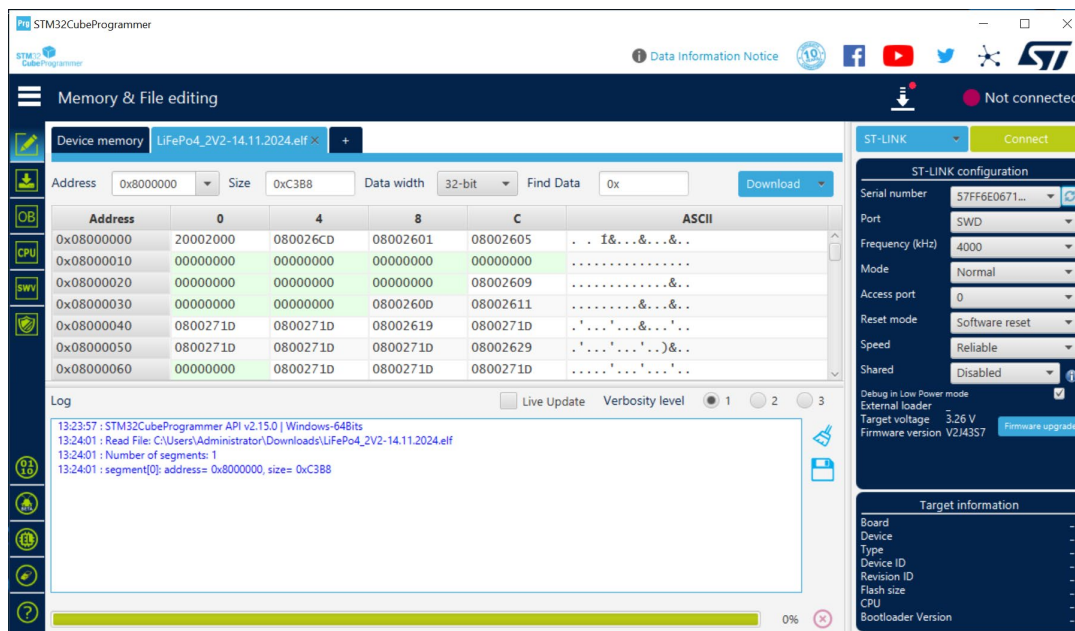 Prg STM32CubeProgrammer
STM32
CubeProgrammer
Data Information Notice
Memory & File editing
Not connected
Device memory LiFePo4_2V2-14.11.2024.elf × +
Address 0x8000000 Size 0xC3B8 Data width 32-bit Find Data 0x Download
Address 0 4 8 C ASCII
0x08000000 20002000 080026CD 08002601 08002605 . . Í&...&...&..
0x08000010 00000000 00000000 00000000 00000000 ................
0x08000020 00000000 00000000 00000000 08002609 .............&..
0x08000030 00000000 00000000 0800260D 08002611 .........&...&..
0x08000040 0800271D 0800271D 08002619 0800271D .'...'...&...'..
0x08000050 0800271D 0800271D 0800271D 08002629 .'...'...'..)&..
0x08000060 00000000 0800271D 0800271D 0800271D .....'...'...'..
Log Live Update Verbosity level 1 2 3
13:23:57 : STM32CubeProgrammer API v2.15.0 | Windows-64Bits
13:24:01 : Read File: C:\Users\Administrator\Downloads\LiFePo4_2V2-14.11.2024.elf
13:24:01 : Number of segments: 1
13:24:01 : segment[0]: address= 0x8000000, size= 0xC3B8
0%
OB
CPU
SWV
ST-LINK Connect
ST-LINK configuration
Serial number 57FF6E0671...
Port SWD
Frequency (kHz) 4000
Mode Normal
Access port 0
Reset mode Software reset
Speed Reliable
Shared Disabled
Debug in Low Power mode
External loader _
Target voltage 3.26 V
Firmware version V2J43S7 Firmware upgrade
Target information
Board
Device
Type
Device ID
Revision ID
Flash size
CPU
Bootloader Version